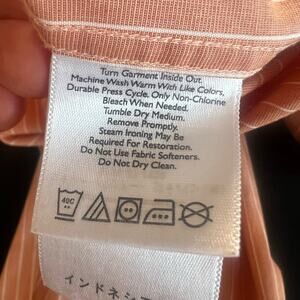 Turn Garment Inside Out.
Machine Wash Warm With Like Colors,
Durable Press Cycle. Only Non-Chlorine
Bleach When Needed.
Tumble Dry Medium.
Remove Promptly.
Steam Ironing May Be
Required For Restoration.
Do Not Use Fabric Softeners.
Do Not Dry Clean.
40C
インドネシ